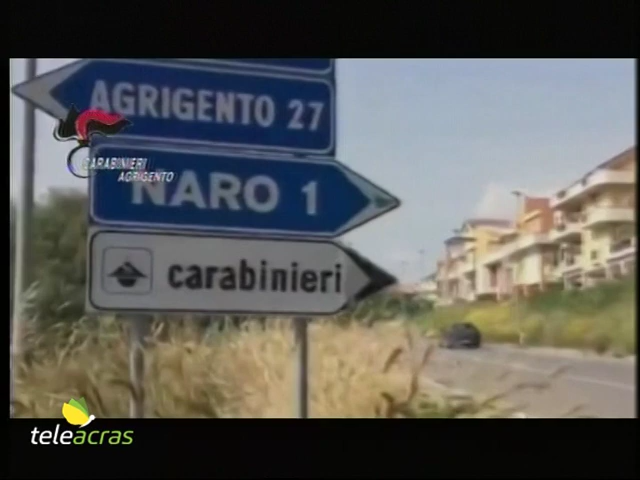 AGRIGENTO 27
CARABINIERI
AGRIGENTO
NARO 1
carabinieri
teleacras